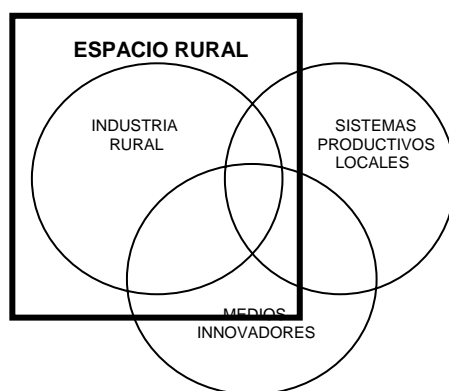 ESPACIO RURAL
INDUSTRIA
RURAL
SISTEMAS
PRODUCTIVOS
LOCALES
MEDIOS
INNOVADORES